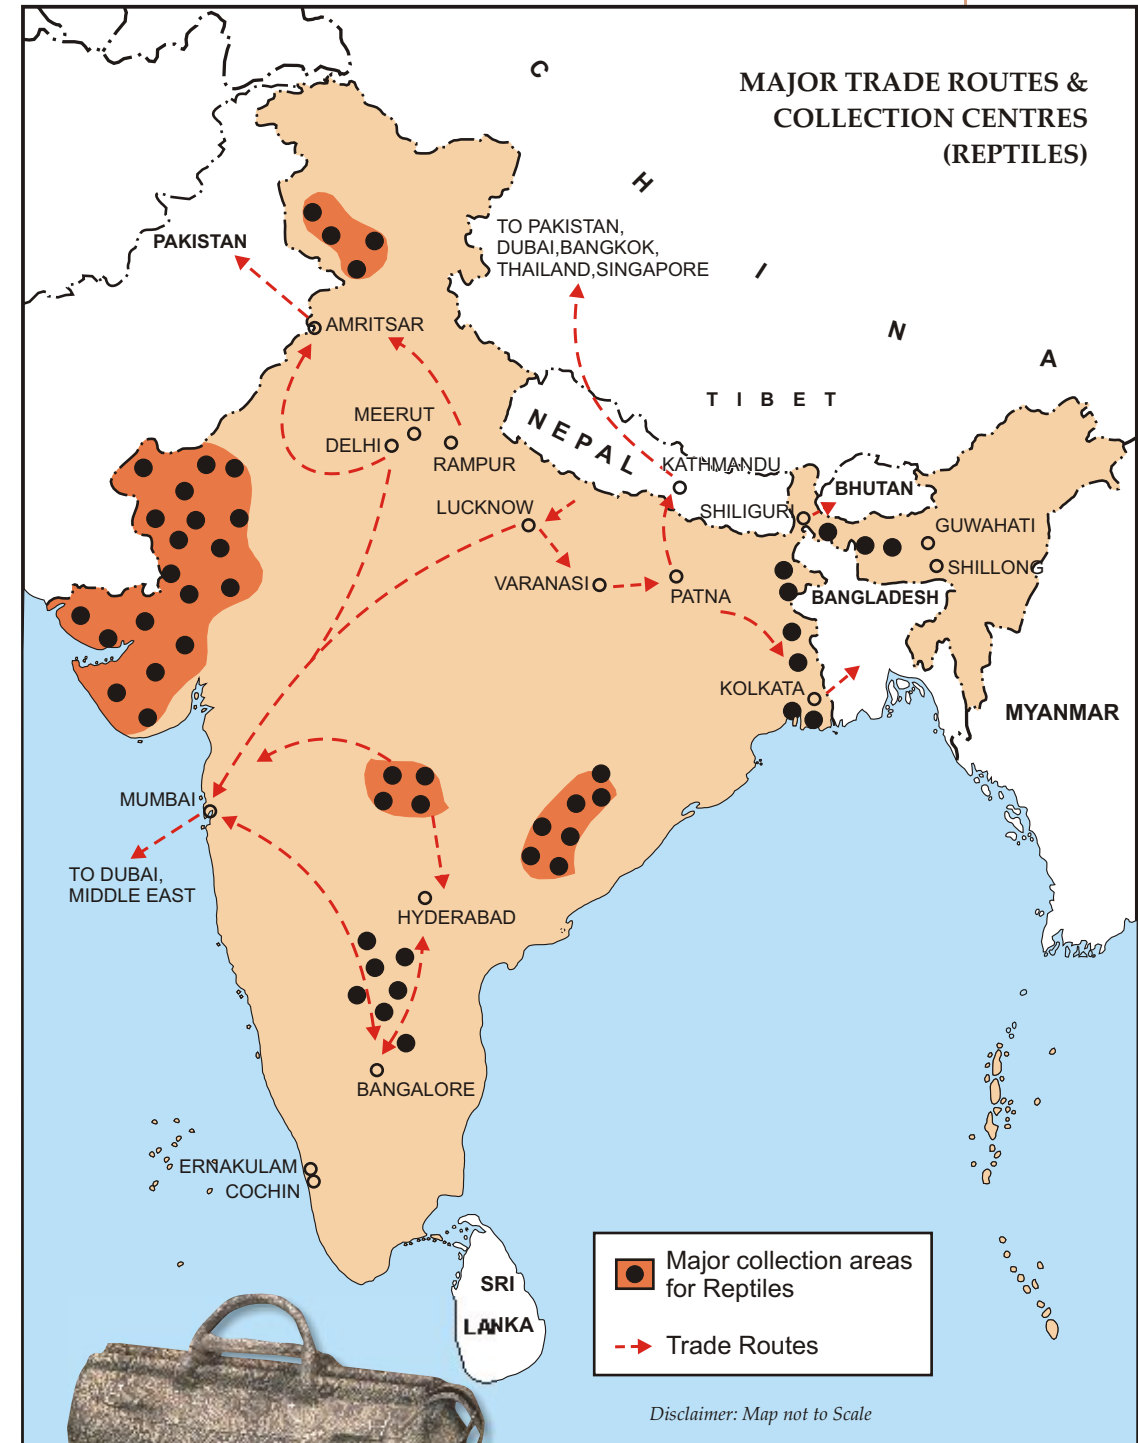 MAJOR TRADE ROUTES &
COLLECTION CENTRES
(REPTILES)
C
H
I
N
A
TO PAKISTAN,
DUBAI,BANGKOK,
THAILAND,SINGAPORE
PAKISTAN
AMRITSAR
MEERUT
DELHI
RAMPUR
NEPAL
TIBET
KATHMANDU
BHUTAN
LUCKNOW
SHILIGURI
GUWAHATI
SHILLONG
VARANASI
PATNA
BANGLADESH
KOLKATA
MYANMAR
MUMBAI
TO DUBAI,
MIDDLE EAST
HYDERABAD
BANGALORE
ERNAKULAM
COCHIN
SRI
LANKA
Major collection areas
for Reptiles
Trade Routes
Disclaimer: Map not to Scale